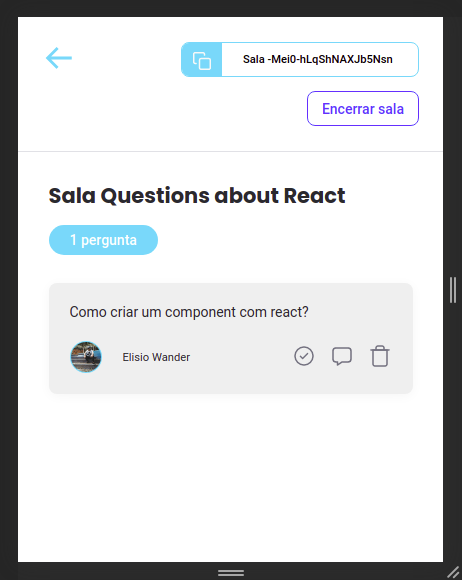 Sala -Mei0-hLqShNAXJb5Nsn
Encerrar sala
Sala Questions about React
1 pergunta
Como criar um component com react?
Elisio Wander